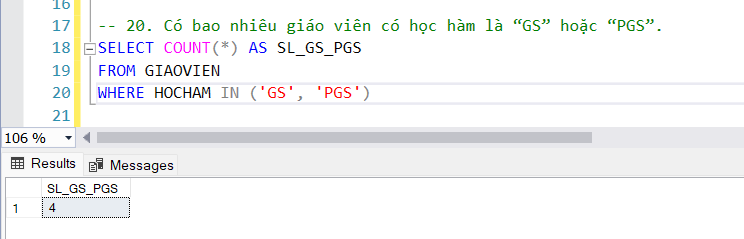 16
17 -- 20. Có bao nhiêu giáo viên có học hàm là “GS” hoặc “PGS”.
18 SELECT COUNT(*) AS SL_GS_PGS
19 FROM GIAOVIEN
20 WHERE HOCHAM IN ('GS', 'PGS')
21
106 %
Results Messages
SL_GS_PGS
1 4